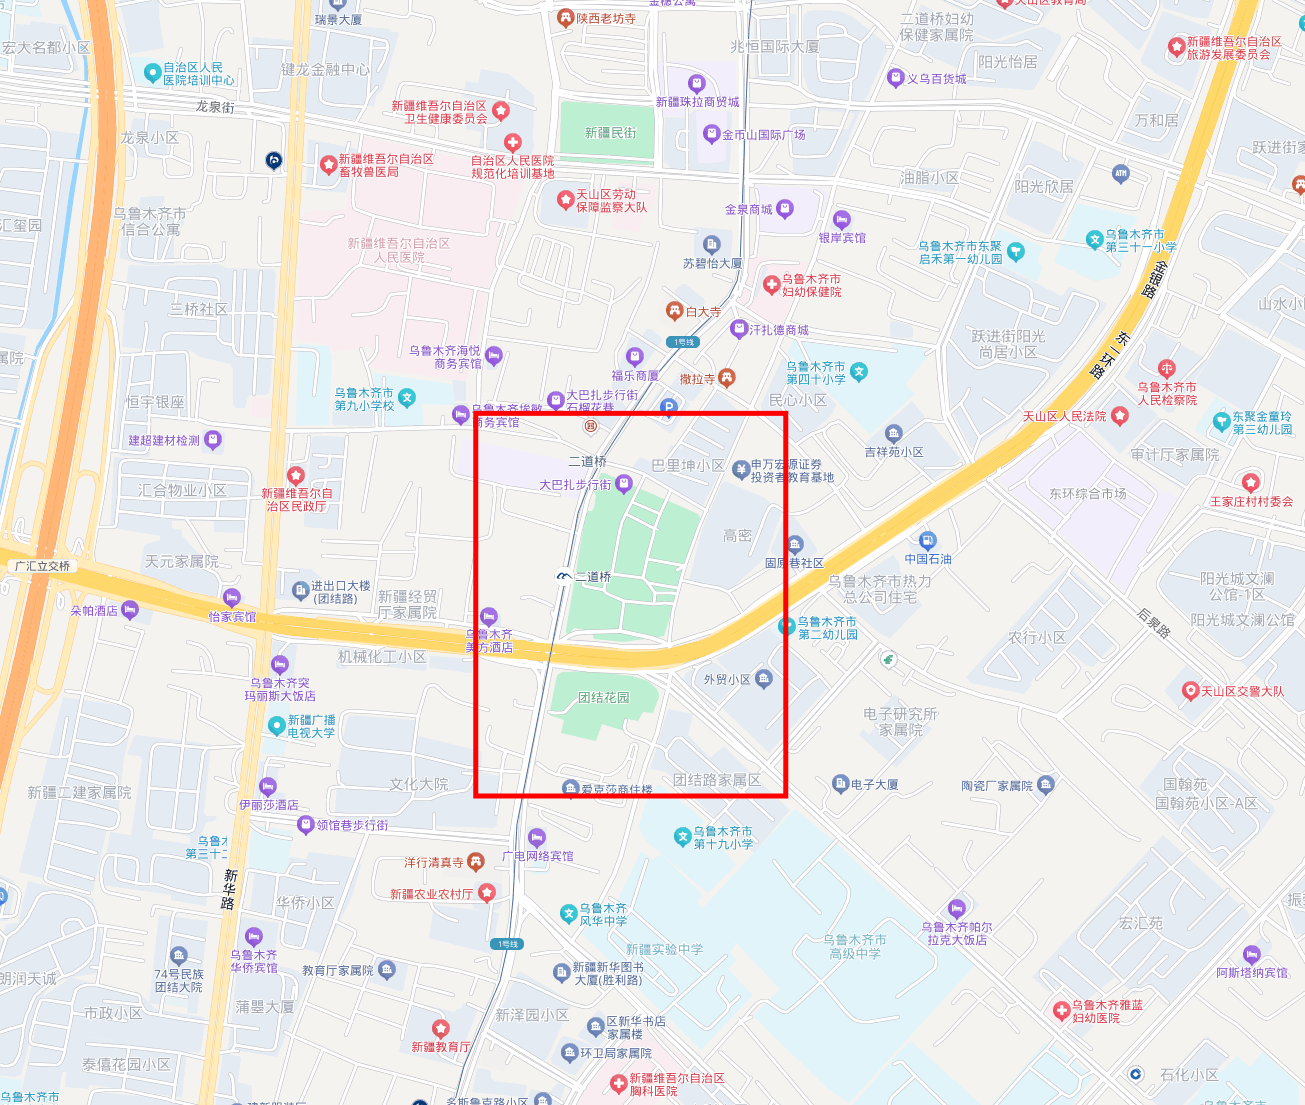 瑞景大厦
陕西老坊寺
金穗公寓
天山区教育局
二道桥妇幼
保健家属院
新疆维吾尔自治区
旅游发展委员会
宏大名都小区
自治区人民
医院培训中心
键龙金融中心
兆恒国际大厦
阳光怡居
义乌百货城
龙泉街
新疆维吾尔自治区
卫生健康委员会
新疆珠拉商贸城
新疆民街
金币山国际广场
万和居
龙泉小区
跃进街家
新疆维吾尔自治区
畜牧兽医局
自治区人民医院
规范化培训基地
ATM
油脂小区
阳光欣居
天山区劳动
保障监察大队
金泉商城
银岸宾馆
汇玺园
乌鲁木齐市
信合公寓
新疆维吾尔自治区
人民医院
苏碧怡大厦
乌鲁木齐市东聚
启禾第一幼儿园
乌鲁木齐市
第三十一小学
金银路
乌鲁木齐市
妇幼保健院
三桥社区
白大寺
汗扎德商城
山水小
1号线
跃进街阳光
尚居小区
东二环路
属院
乌鲁木齐海悦
商务宾馆
福乐商厦
撒拉寺
乌鲁木齐市
第四十小学
乌鲁木齐市
人民检察院
恒宇银座
乌鲁木齐市
第九小学校
大巴扎步行街
石榴花巷
民心小区
乌鲁木齐埃敏
商务宾馆
P
天山区人民法院
东聚金童玲
第三幼儿园
建超建材检测
吉祥苑小区
审计厅家属院
二道桥
巴里坤小区
申万宏源证券
投资者教育基地
汇合物业小区
新疆维吾尔自
治区民政厅
大巴扎步行街
东环综合市场
王家庄村村委会
高密
天元家属院
固原巷社区
中国石油
广汇立交桥
二道桥
进出口大楼
(团结路)
新疆经贸
厅家属院
乌鲁木齐市热力
总公司住宅
阳光城文澜
公馆-1区
朵帕酒店
怡家宾馆
乌鲁木齐
美方酒店
乌鲁木齐市
第二幼儿园
后泉路
农行小区
阳光城文澜公馆
机械化工小区
乌鲁木齐突
玛丽斯大饭店
团结花园
外贸小区
天山区交警大队
新疆广播
电视大学
电子研究所
家属院
新疆二建家属院
文化大院
伊丽莎酒店
爱克莎商住楼
团结路家属区
电子大厦
陶瓷厂家属院
国翰苑
国翰苑小区-A区
领馆巷步行街
乌鲁木齐市
第十九小学
广电网络宾馆
洋行清真寺
新华路
新疆农业农村厅
华侨小区
乌鲁木齐
风华中学
乌鲁木齐帕尔
拉克大饭店
宏汇苑
乌鲁木齐
华侨宾馆
1号线
新疆实验中学
乌鲁木齐市
高级中学
74号民族
团结大院
教育厅家属院
新疆新华图书
大厦(胜利路)
阿斯塔纳宾馆
朗润天诚
市政小区
蒲曌大厦
新泽园小区
区新华书店
家属楼
乌鲁木齐雅蓝
妇幼医院
新疆教育厅
环卫局家属院
泰僖花园小区
新疆维吾尔自治区
胸科医院
石化小区
乌鲁木齐市
多斯鲁克路小区